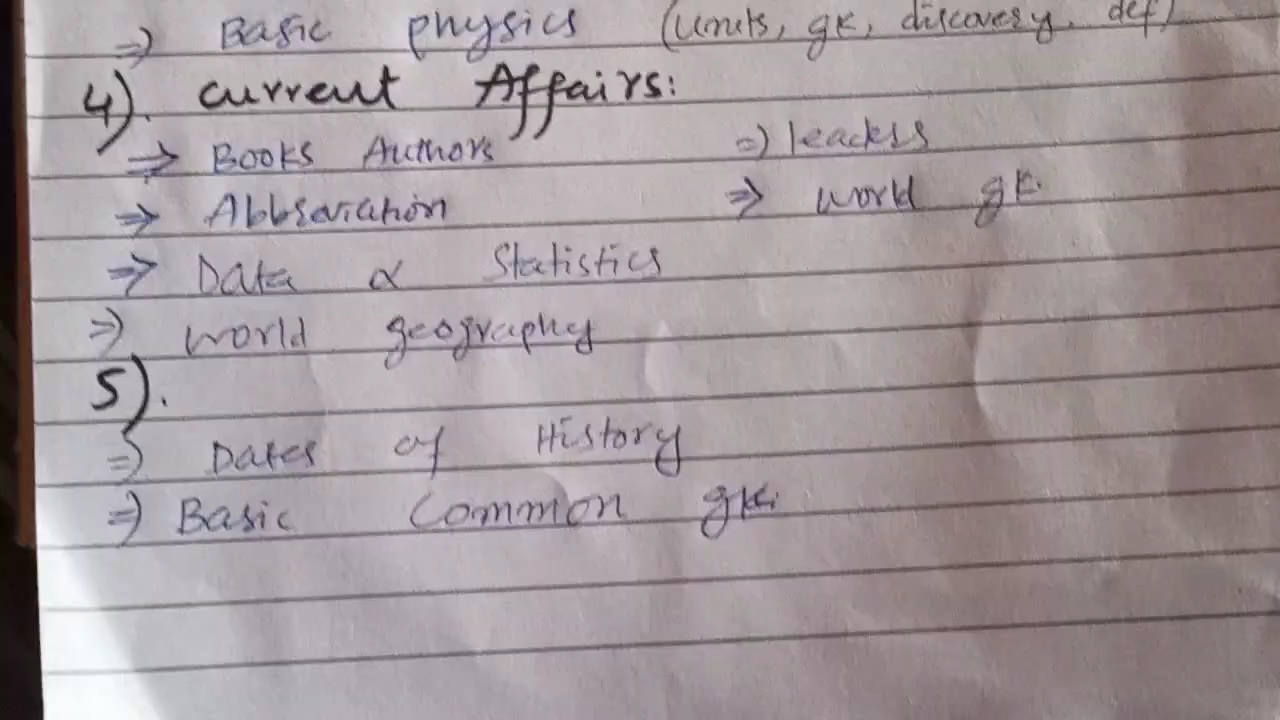 => Basic physics (units, gk, discovery, def)
4). Current Affairs:
=> Books Authors => leaders
=> Abbreviation => world gk.
=> Data & Statistics
=> world geography
5).
=> Dates of History
=> Basic Common gk.